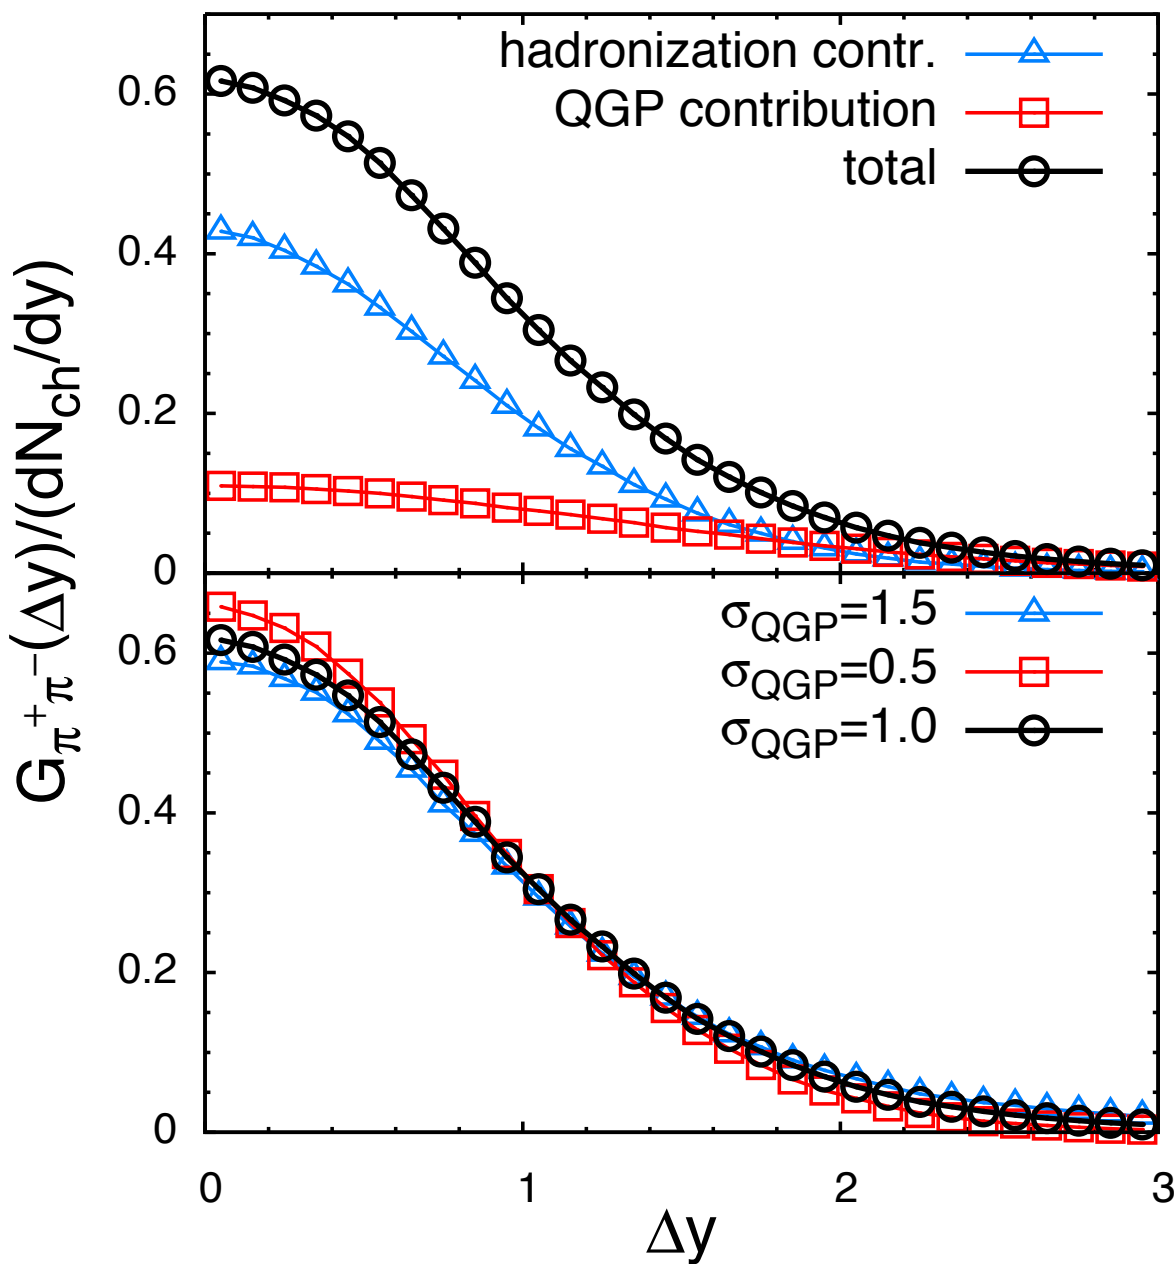 hadronization contr.
QGP contribution
total
0.6
0.4
0.2
0
σQGP=1.5
σQGP=0.5
σQGP=1.0
0.6
0.4
0.2
0
0 1 2 3
Δy
Gπ+π−(Δy)/(dNch/dy)